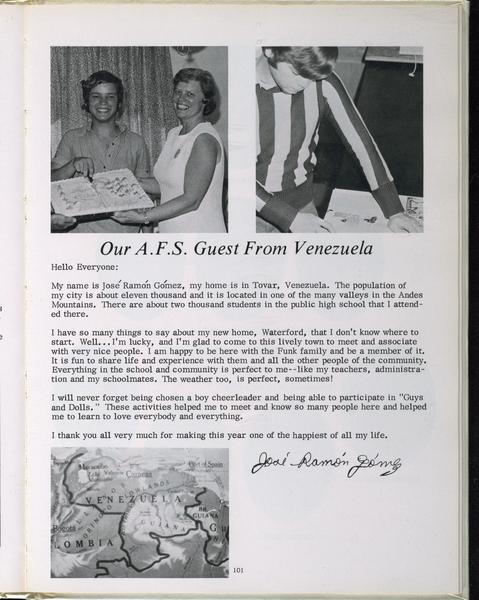 Our A.F.S. Guest From Venezuela
Hello Everyone:
My name is José Ramón Gómez, my home is in Tovar, Venezuela. The population of
my city is about eleven thousand and it is located in one of the many valleys in the Andes
Mountains. There are about two thousand students in the public high school that I attend-
ed there.
I have so many things to say about my new home, Waterford, that I don't know where to
start. Well...I'm lucky, and I'm glad to come to this lively town to meet and associate
with very nice people. I am happy to be here with the Funk family and be a member of it.
It is fun to share life and experience with them and all the other people of the community.
Everything in the school and community is perfect to me--like my teachers, administra-
tion and my schoolmates. The weather too, is perfect, sometimes!
I will never forget being chosen a boy cheerleader and being able to participate in "Guys
and Dolls." These activities helped me to meet and know so many people here and helped
me to learn to love everybody and everything.
I thank you all very much for making this year one of the happiest of all my life.
José Ramón Gómez
Maracaibo
Caracas
Port of Spain
VENEZUELA
GUIANA
BR.
GUIANA
Bogotá
OMBIA
101